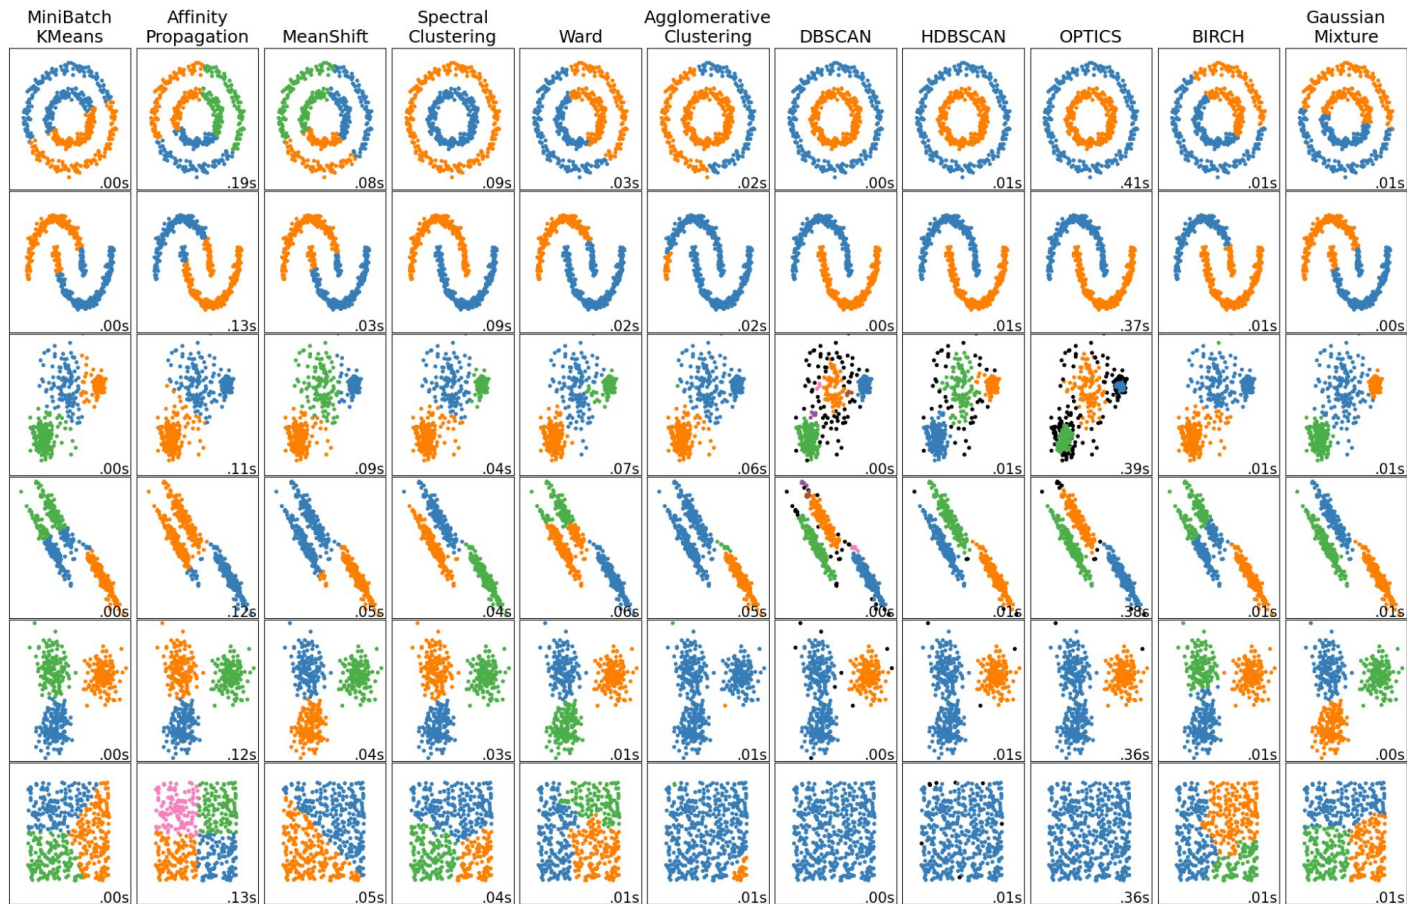 MiniBatch
KMeans
Affinity
Propagation
MeanShift
Spectral
Clustering
Ward
Agglomerative
Clustering
DBSCAN
HDBSCAN
OPTICS
BIRCH
Gaussian
Mixture
.00s
.19s
.08s
.09s
.03s
.02s
.00s
.01s
.41s
.01s
.01s
.00s
.13s
.03s
.09s
.02s
.02s
.00s
.01s
.37s
.01s
.00s
.00s
.11s
.09s
.04s
.07s
.06s
.00s
.01s
.39s
.01s
.01s
.00s
.12s
.05s
.04s
.06s
.05s
.00s
.01s
.38s
.01s
.01s
.00s
.12s
.04s
.03s
.01s
.01s
.00s
.01s
.36s
.01s
.00s
.00s
.13s
.05s
.04s
.01s
.01s
.00s
.01s
.36s
.01s
.01s